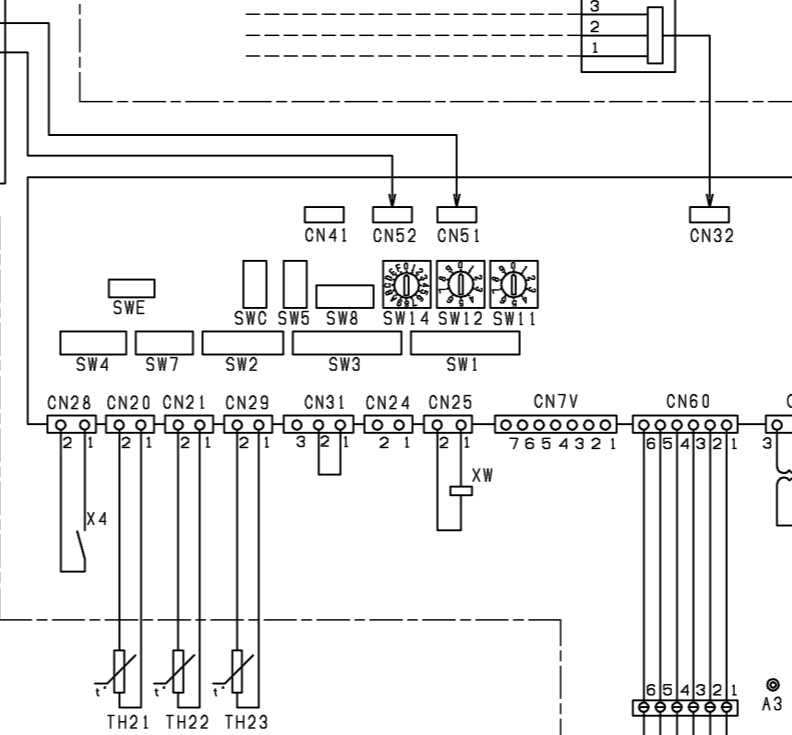 3
2
1
CN41 CN52 CN51 CN32
SWE SWC SW5 SW8 SW14 SW12 SW11
SW4 SW7 SW2 SW3 SW1
CN28 CN20 CN21 CN29 CN31 CN24 CN25 CN7V CN60
2 1 2 1 2 1 2 1 3 2 1 2 1 2 1 7 6 5 4 3 2 1 6 5 4 3 2 1 3
XW
X4
t° t° t° 6 5 4 3 2 1
A3
TH21 TH22 TH23